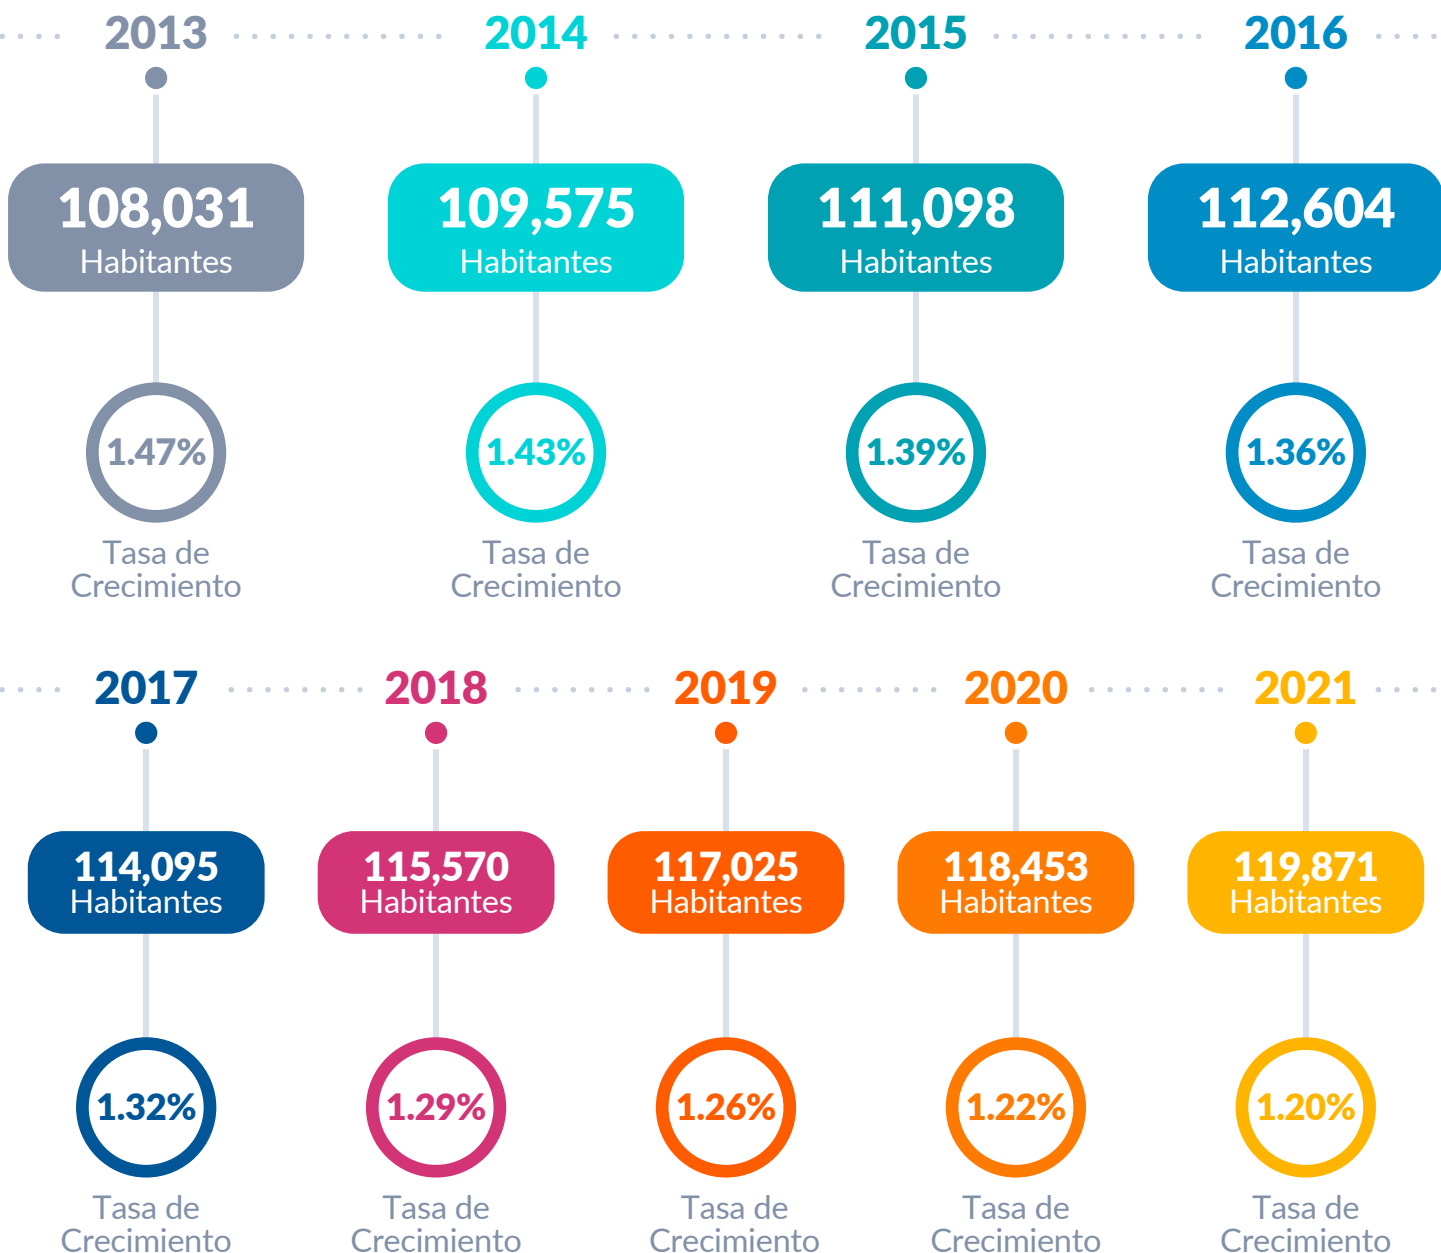 2013 2014 2015 2016
108,031 109,575 111,098 112,604
Habitantes Habitantes Habitantes Habitantes
1.47% 1.43% 1.39% 1.36%
Tasa de Tasa de Tasa de Tasa de
Crecimiento Crecimiento Crecimiento Crecimiento
2017 2018 2019 2020 2021
114,095 115,570 117,025 118,453 119,871
Habitantes Habitantes Habitantes Habitantes Habitantes
1.32% 1.29% 1.26% 1.22% 1.20%
Tasa de Tasa de Tasa de Tasa de Tasa de
Crecimiento Crecimiento Crecimiento Crecimiento Crecimiento